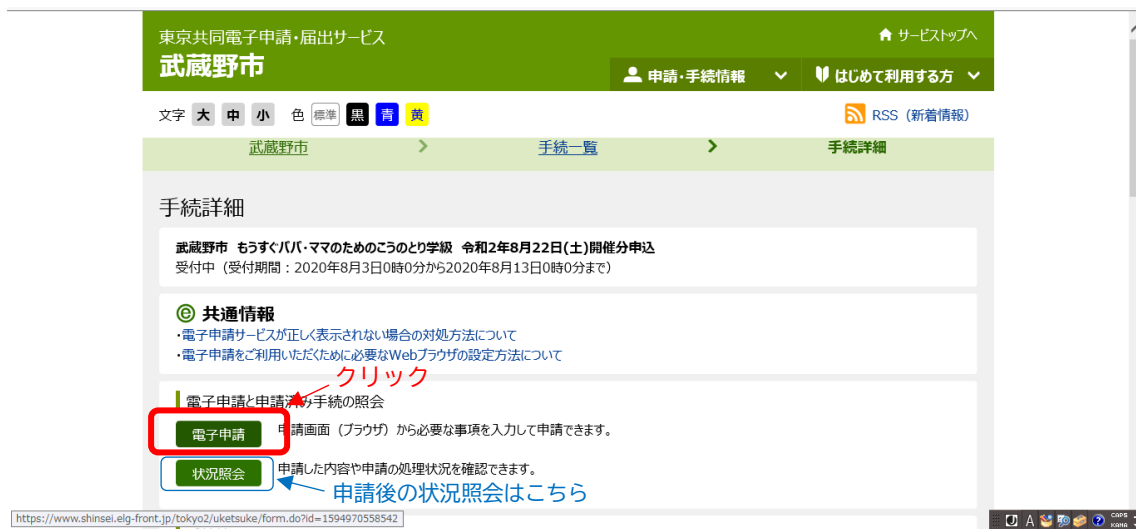 東京共同電子申請・届出サービス
サービストップへ
武蔵野市
申請・手続情報
はじめて利用する方
文字 大 中 小 色 標準 黒 青 黄
RSS（新着情報）
武蔵野市 > 手続一覧 > 手続詳細
手続詳細
武蔵野市 もうすぐパパ・ママのためのこうのとり学級 令和2年8月22日(土)開催分申込
受付中（受付期間：2020年8月3日0時0分から2020年8月13日0時0分まで）
共通情報
・電子申請サービスが正しく表示されない場合の対処方法について
・電子申請をご利用いただくために必要なWebブラウザの設定方法について
クリック
電子申請と申請済み手続の照会
電子申請
申請画面（ブラウザ）から必要な事項を入力して申請できます。
状況照会
申請した内容や申請の処理状況を確認できます。
申請後の状況照会はこちら
https://www.shinsei.elg-front.jp/tokyo2/uketsuke/form.do?id=1594970558542
A
CAPS
KANA